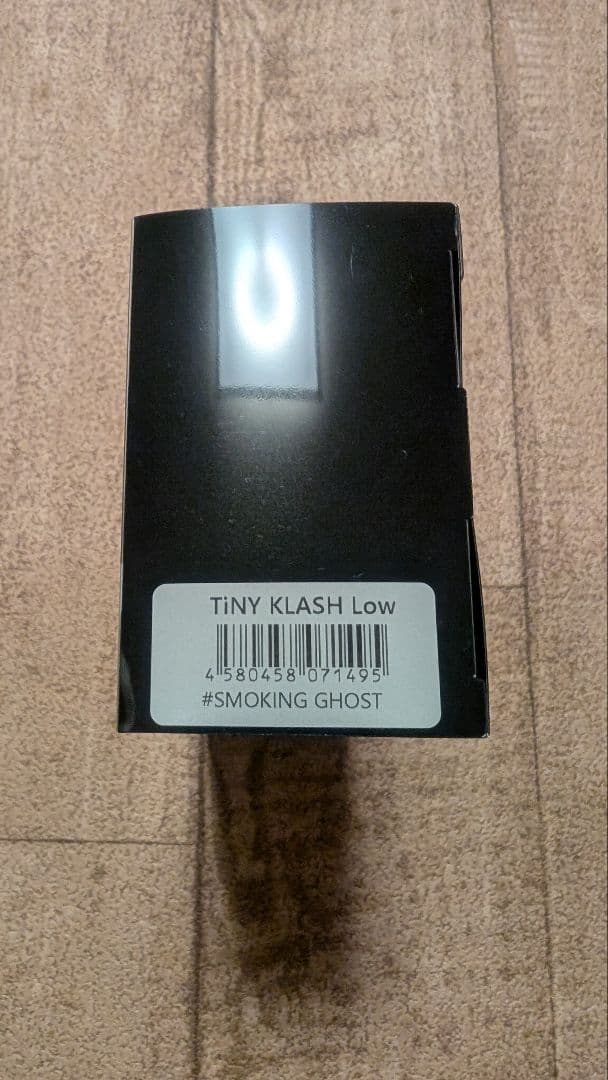 TiNY KLASH Low
4 580458 071495
#SMOKING GHOST